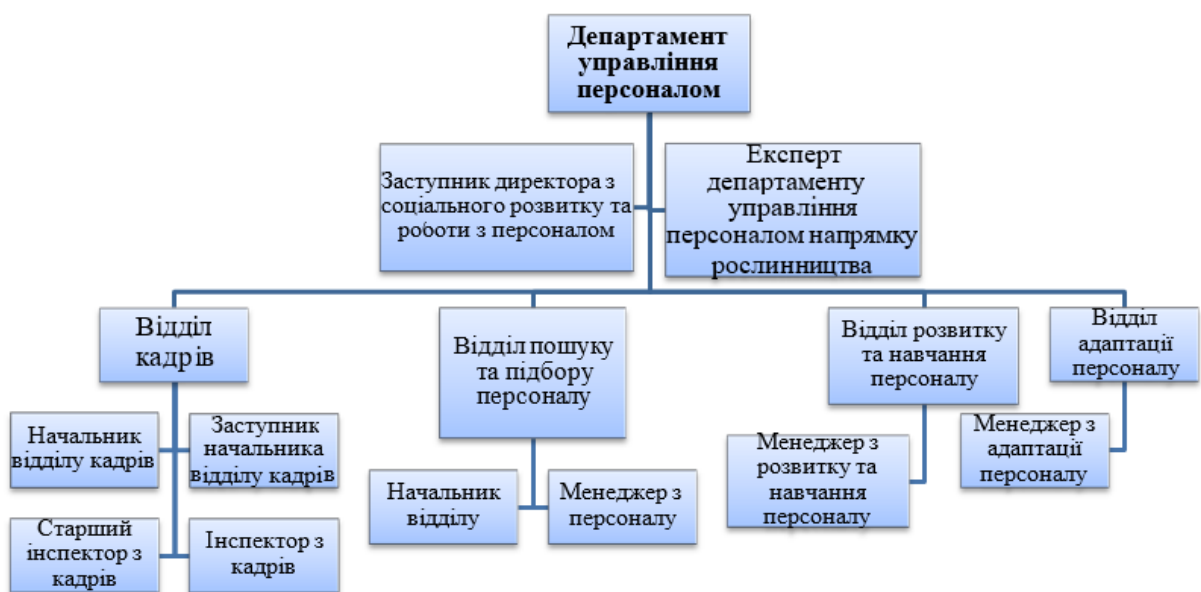 Департамент
управління
персоналом
Заступник директора з
соціального розвитку та
роботи з персоналом
Експерт
департаменту
управління
персоналом напрямку
рослинництва
Відділ
кадрів
Відділ пошуку
та підбору
персоналу
Відділ розвитку
та навчання
персоналу
Відділ
адаптації
персоналу
Начальник
відділу кадрів
Заступник
начальника
відділу кадрів
Старший
інспектор з
кадрів
Інспектор з
кадрів
Начальник
відділу
Менеджер з
персоналу
Менеджер з
розвитку та
навчання
персоналу
Менеджер з
адаптації
персоналу